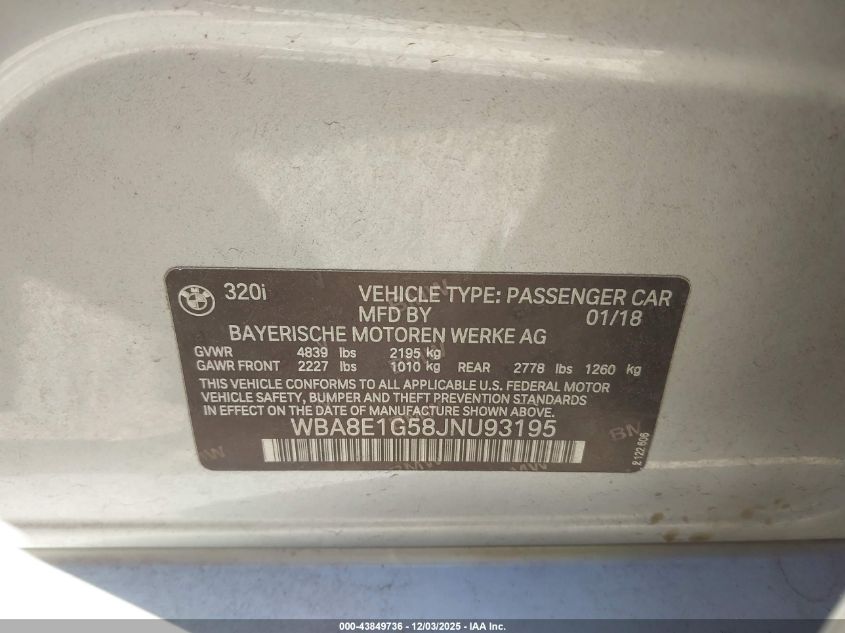 320i VEHICLE TYPE: PASSENGER CAR
MFD BY 01/18
BAYERISCHE MOTOREN WERKE AG
GVWR 4839 lbs 2195 kg
GAWR FRONT 2227 lbs 1010 kg REAR 2778 lbs 1260 kg
THIS VEHICLE CONFORMS TO ALL APPLICABLE U.S. FEDERAL MOTOR
VEHICLE SAFETY, BUMPER AND THEFT PREVENTION STANDARDS
IN EFFECT ON THE DATE OF MANUFACTURE SHOWN ABOVE.
WBA8E1G58JNU93195
8 122 606
000-43849736 - 12/03/2025 - IAA Inc.